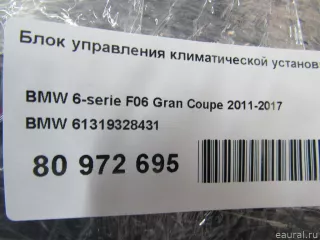 Блок управления климатической установ
BMW 6-serie F06 Gran Coupe 2011-2017
BMW 61319328431
80 972 695
eaural.ru